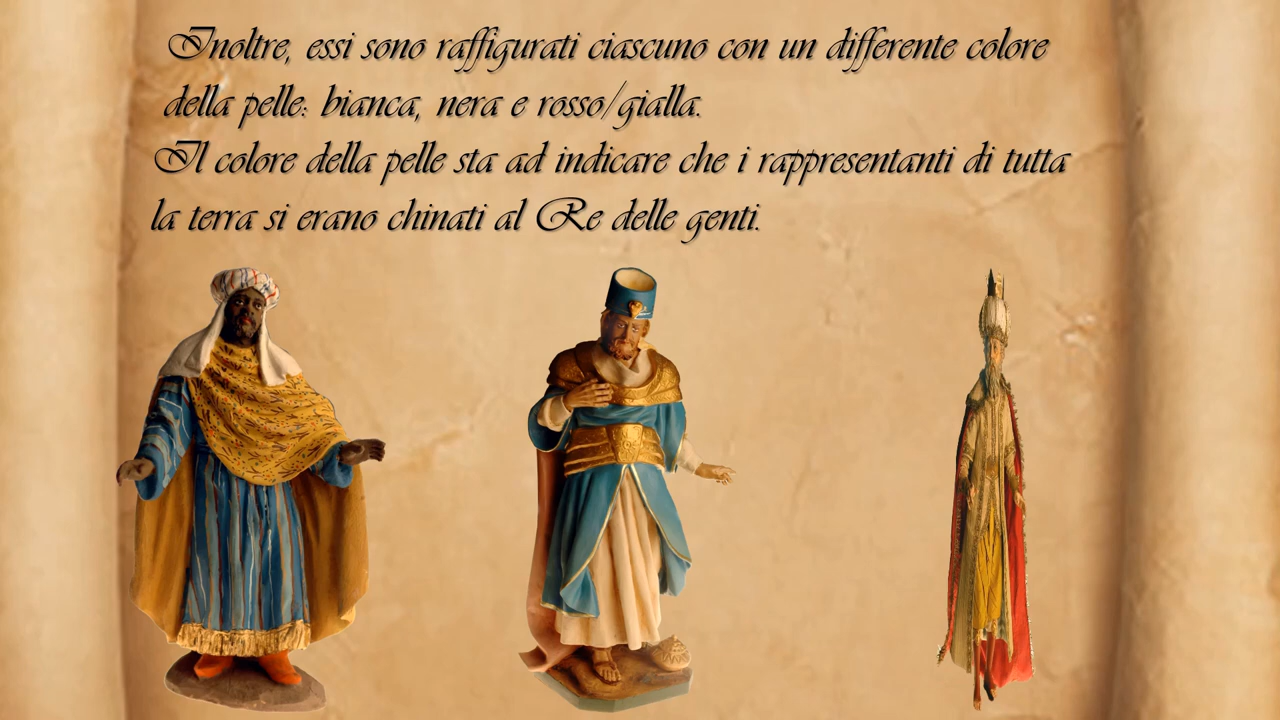 Inoltre, essi sono raffigurati ciascuno con un differente colore
della pelle: bianca, nera e rosso/gialla.
Il colore della pelle sta ad indicare che i rappresentanti di tutta
la terra si erano chinati al Re delle genti.